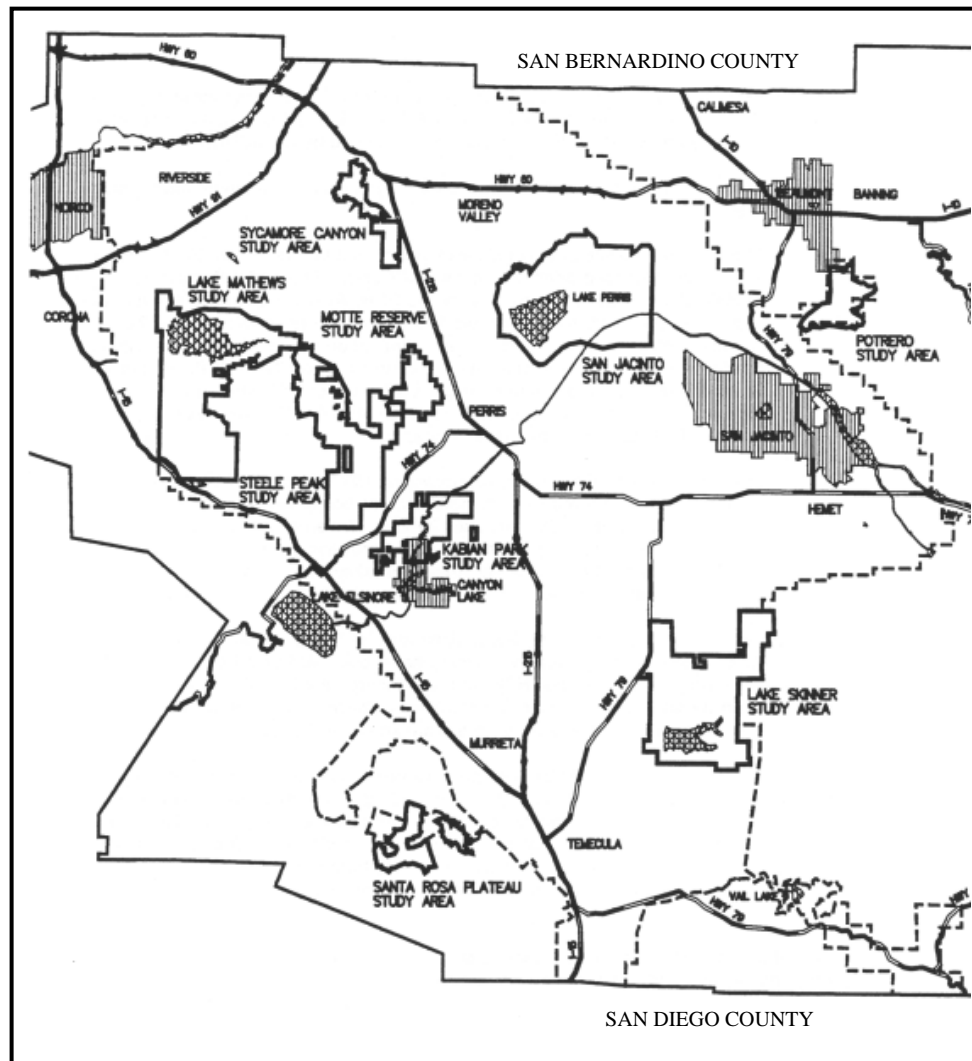 SAN BERNARDINO COUNTY
HWY 60
CALIMESA
I-10
RIVERSIDE
NORCO
HWY 91
MORENO
VALLEY
HWY 60
BEAUMONT
BANNING
I-10
SYCAMORE CANYON
STUDY AREA
I-215
LAKE MATHEWS
STUDY AREA
CORONA
MOTTE RESERVE
STUDY AREA
LAKE PERRIS
SAN JACINTO
STUDY AREA
HWY 79
POTRERO
STUDY AREA
I-15
PERRIS
SAN JACINTO
HWY 74
STEELE PEAK
STUDY AREA
HWY 74
HEMET
KABIAN PARK
STUDY AREA
CANYON
LAKE
LAKE ELSINORE
I-15
I-215
HWY 79
LAKE SKINNER
STUDY AREA
MURRIETA
TEMECULA
SANTA ROSA PLATEAU
STUDY AREA
VAIL LAKE
HWY 79
I-15
SAN DIEGO COUNTY